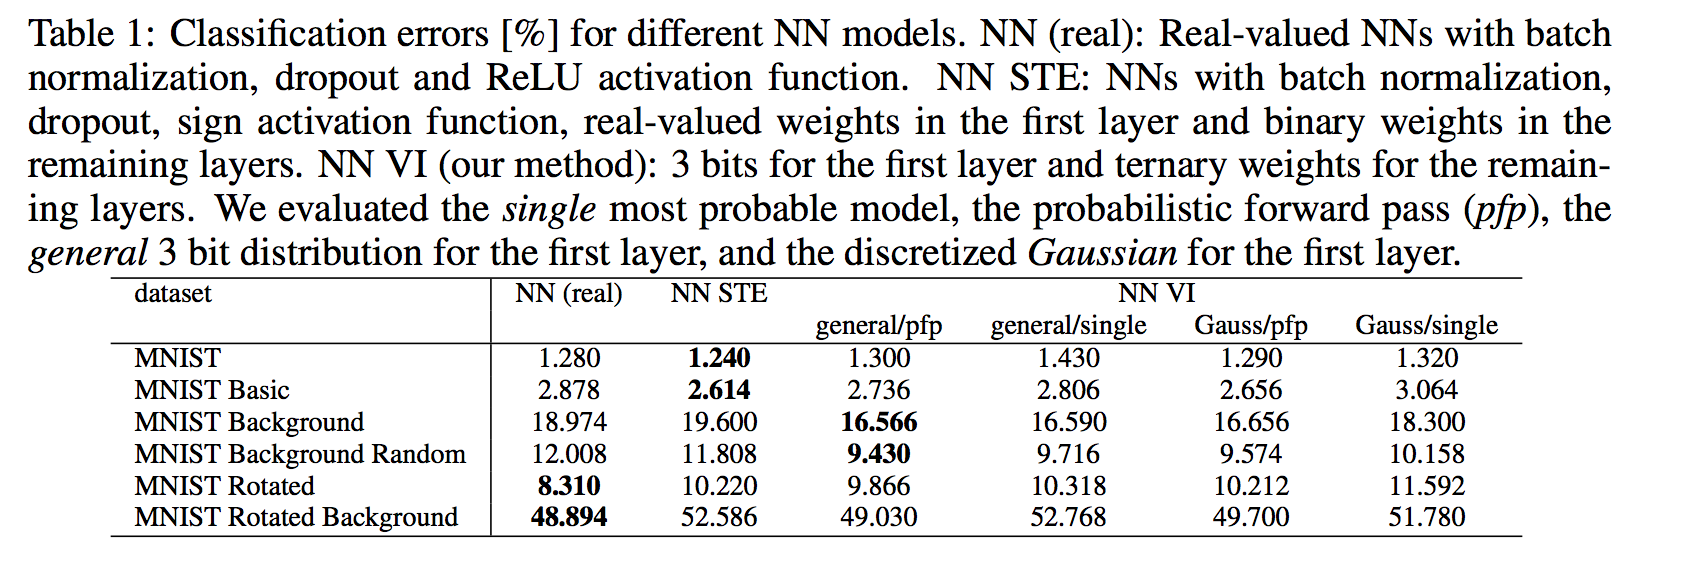 Table 1: Classification errors [%] for different NN models. NN (real): Real-valued NNs with batch
normalization, dropout and ReLU activation function. NN STE: NNs with batch normalization,
dropout, sign activation function, real-valued weights in the first layer and binary weights in the
remaining layers. NN VI (our method): 3 bits for the first layer and ternary weights for the remain-
ing layers. We evaluated the single most probable model, the probabilistic forward pass (pfp), the
general 3 bit distribution for the first layer, and the discretized Gaussian for the first layer.
dataset NN (real) NN STE NN VI
general/pfp general/single Gauss/pfp Gauss/single
MNIST 1.280 1.240 1.300 1.430 1.290 1.320
MNIST Basic 2.878 2.614 2.736 2.806 2.656 3.064
MNIST Background 18.974 19.600 16.566 16.590 16.656 18.300
MNIST Background Random 12.008 11.808 9.430 9.716 9.574 10.158
MNIST Rotated 8.310 10.220 9.866 10.318 10.212 11.592
MNIST Rotated Background 48.894 52.586 49.030 52.768 49.700 51.780